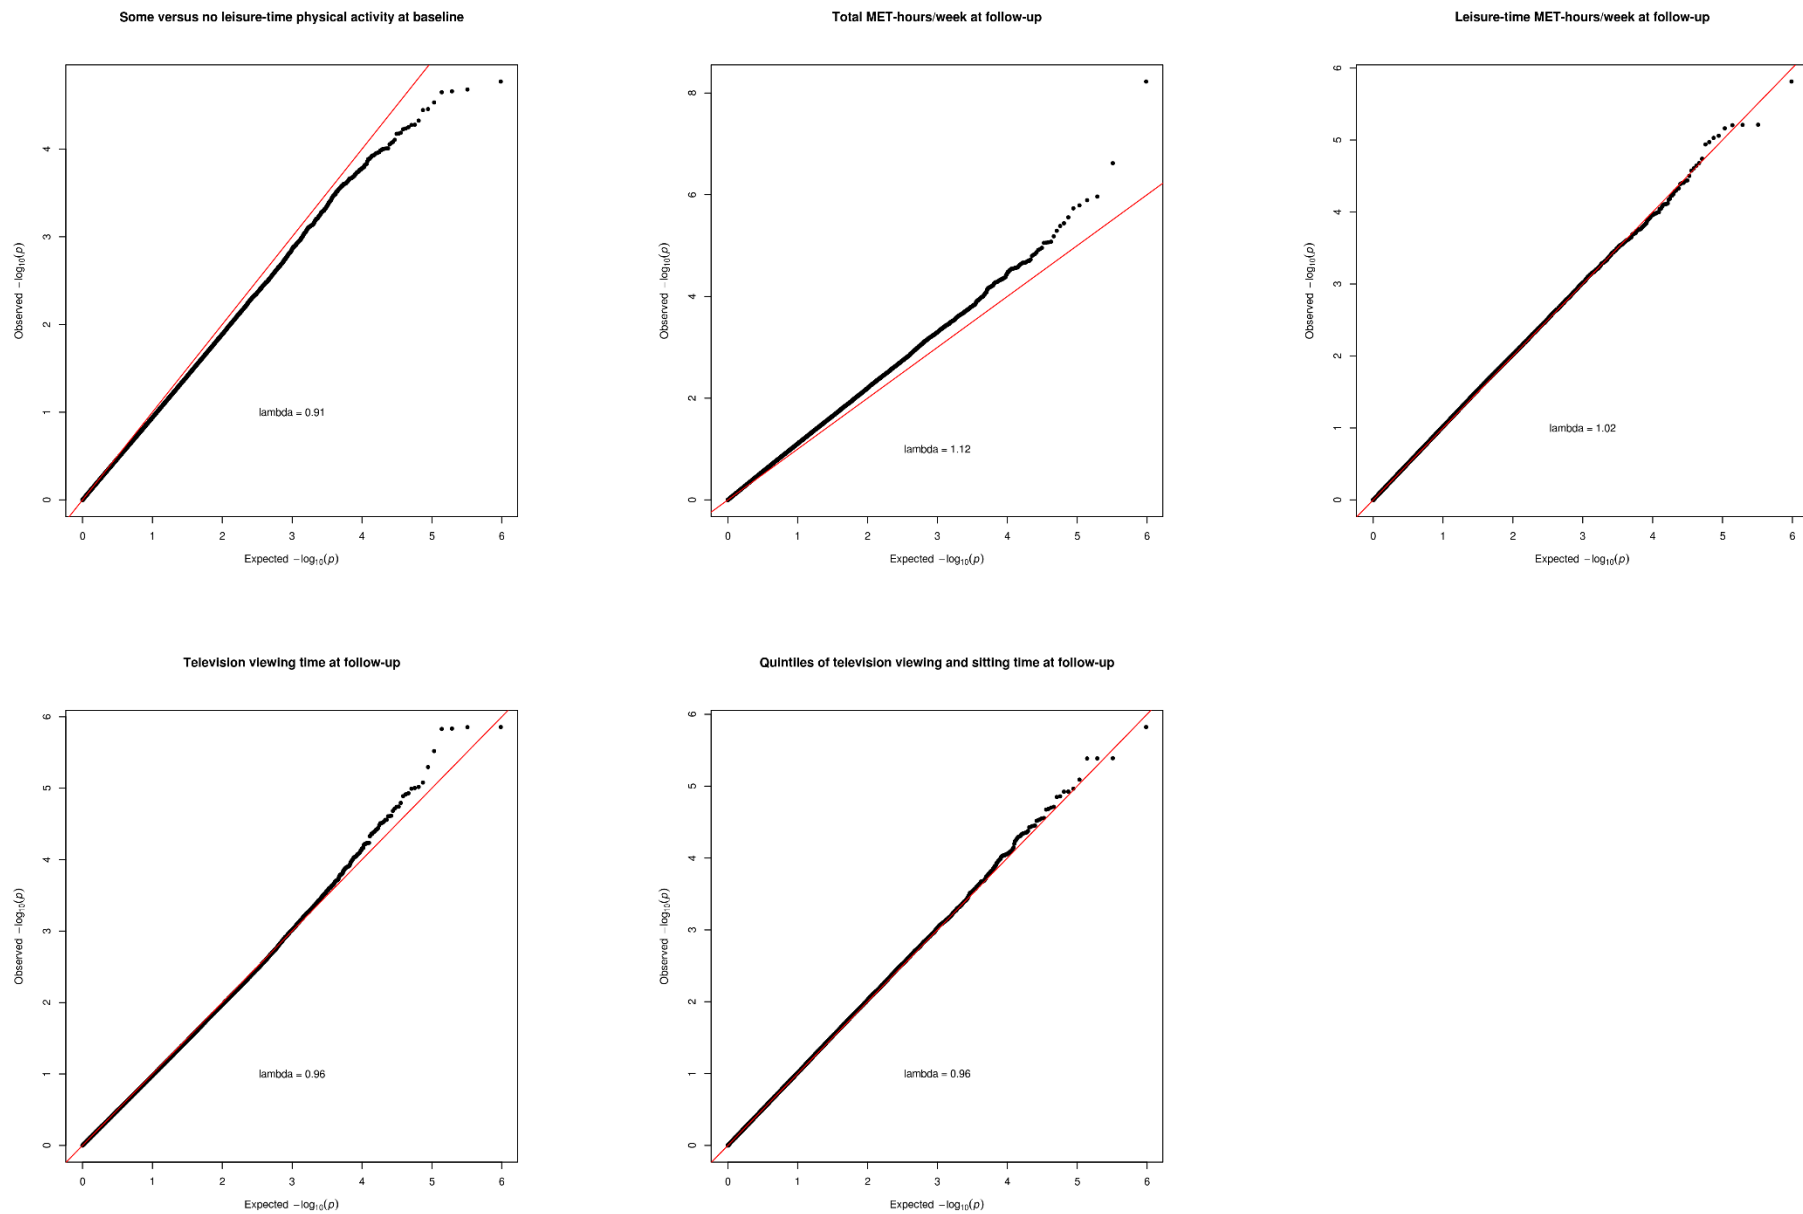 Some versus no leisure-time physical activity at baseline
Observed −log10(p)
4
3
2
1
0
lambda = 0.91
0 1 2 3 4 5 6
Expected −log10(p)
Total MET-hours/week at follow-up
Observed −log10(p)
8
6
4
2
0
lambda = 1.12
0 1 2 3 4 5 6
Expected −log10(p)
Leisure-time MET-hours/week at follow-up
Observed −log10(p)
6
5
4
3
2
1
0
lambda = 1.02
0 1 2 3 4 5 6
Expected −log10(p)
Television viewing time at follow-up
Observed −log10(p)
6
5
4
3
2
1
0
lambda = 0.96
0 1 2 3 4 5 6
Expected −log10(p)
Quintiles of television viewing and sitting time at follow-up
Observed −log10(p)
6
5
4
3
2
1
0
lambda = 0.96
0 1 2 3 4 5 6
Expected −log10(p)